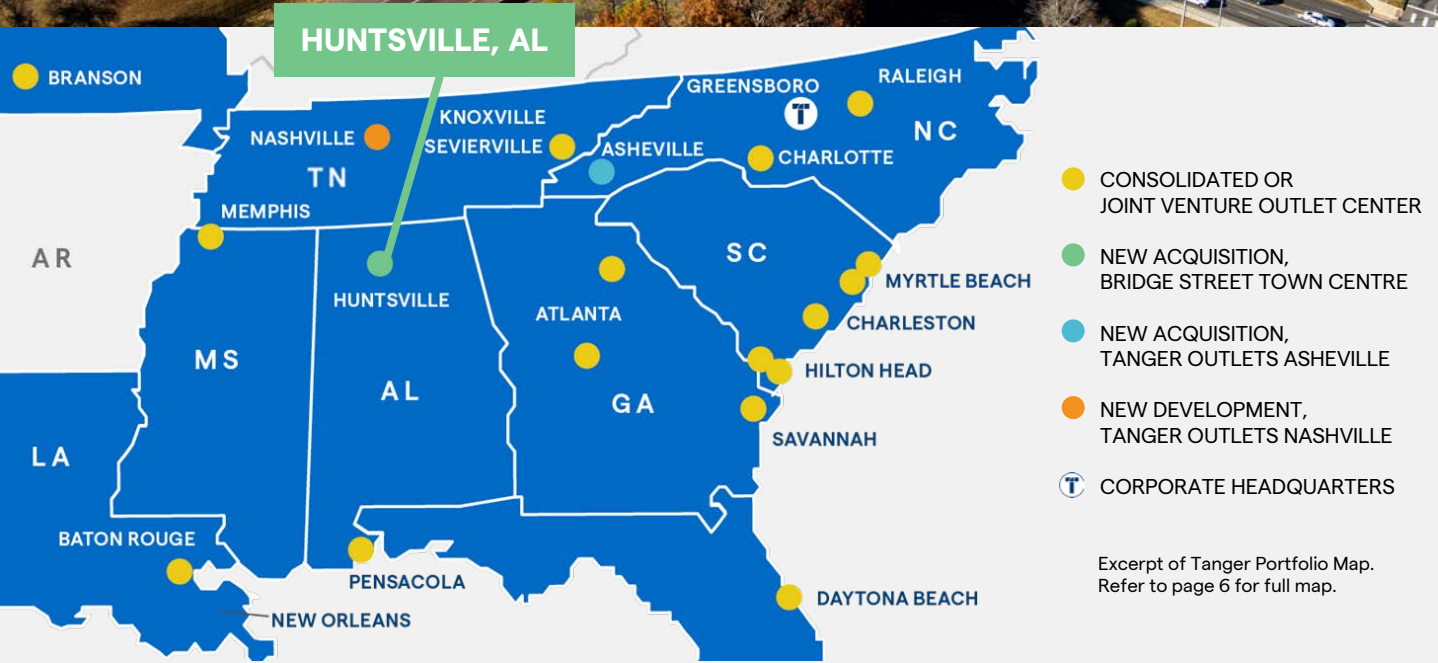 HUNTSVILLE, AL
BRANSON
GREENSBORO
RALEIGH
T
NC
KNOXVILLE
SEVIERVILLE
NASHVILLE
TN
ASHEVILLE
CHARLOTTE
MEMPHIS
AR
SC
MYRTLE BEACH
HUNTSVILLE
ATLANTA
CHARLESTON
MS
AL
GA
HILTON HEAD
SAVANNAH
LA
BATON ROUGE
PENSACOLA
DAYTONA BEACH
NEW ORLEANS
CONSOLIDATED OR
JOINT VENTURE OUTLET CENTER
NEW ACQUISITION,
BRIDGE STREET TOWN CENTRE
NEW ACQUISITION,
TANGER OUTLETS ASHEVILLE
NEW DEVELOPMENT,
TANGER OUTLETS NASHVILLE
T CORPORATE HEADQUARTERS
Excerpt of Tanger Portfolio Map.
Refer to page 6 for full map.